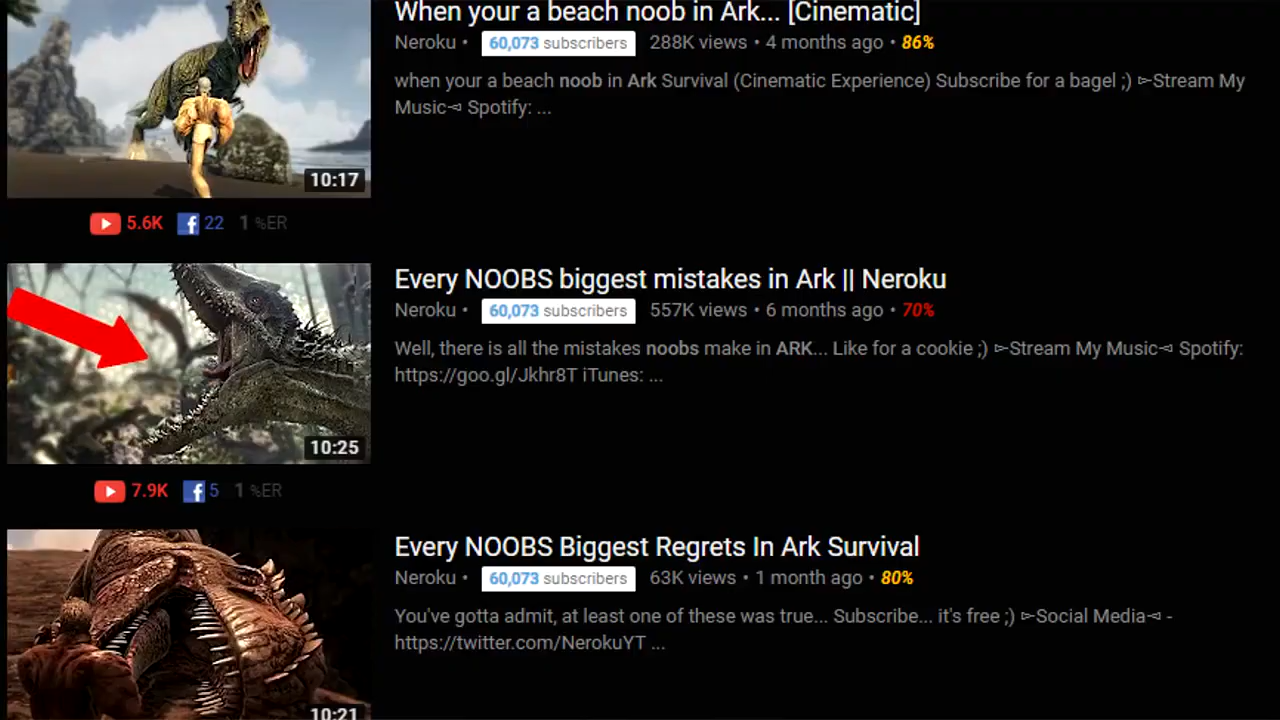 When your a beach noob in Ark... [Cinematic]
Neroku • 60,073 subscribers 288K views • 4 months ago • 86%
when your a beach noob in Ark Survival (Cinematic Experience) Subscribe for a bagel ;) ⊳Stream My
Music⊲ Spotify: ...
10:17
5.6K f 22 1 %ER
Every NOOBS biggest mistakes in Ark || Neroku
Neroku • 60,073 subscribers 557K views • 6 months ago • 70%
Well, there is all the mistakes noobs make in ARK... Like for a cookie ;) ⊳Stream My Music⊲ Spotify:
https://goo.gl/Jkhr8T iTunes: ...
10:25
7.9K f 5 1 %ER
Every NOOBS Biggest Regrets In Ark Survival
Neroku • 60,073 subscribers 63K views • 1 month ago • 80%
You've gotta admit, at least one of these was true... Subscribe... it's free ;) ⊳Social Media⊲ -
https://twitter.com/NerokuYT ...
10:21